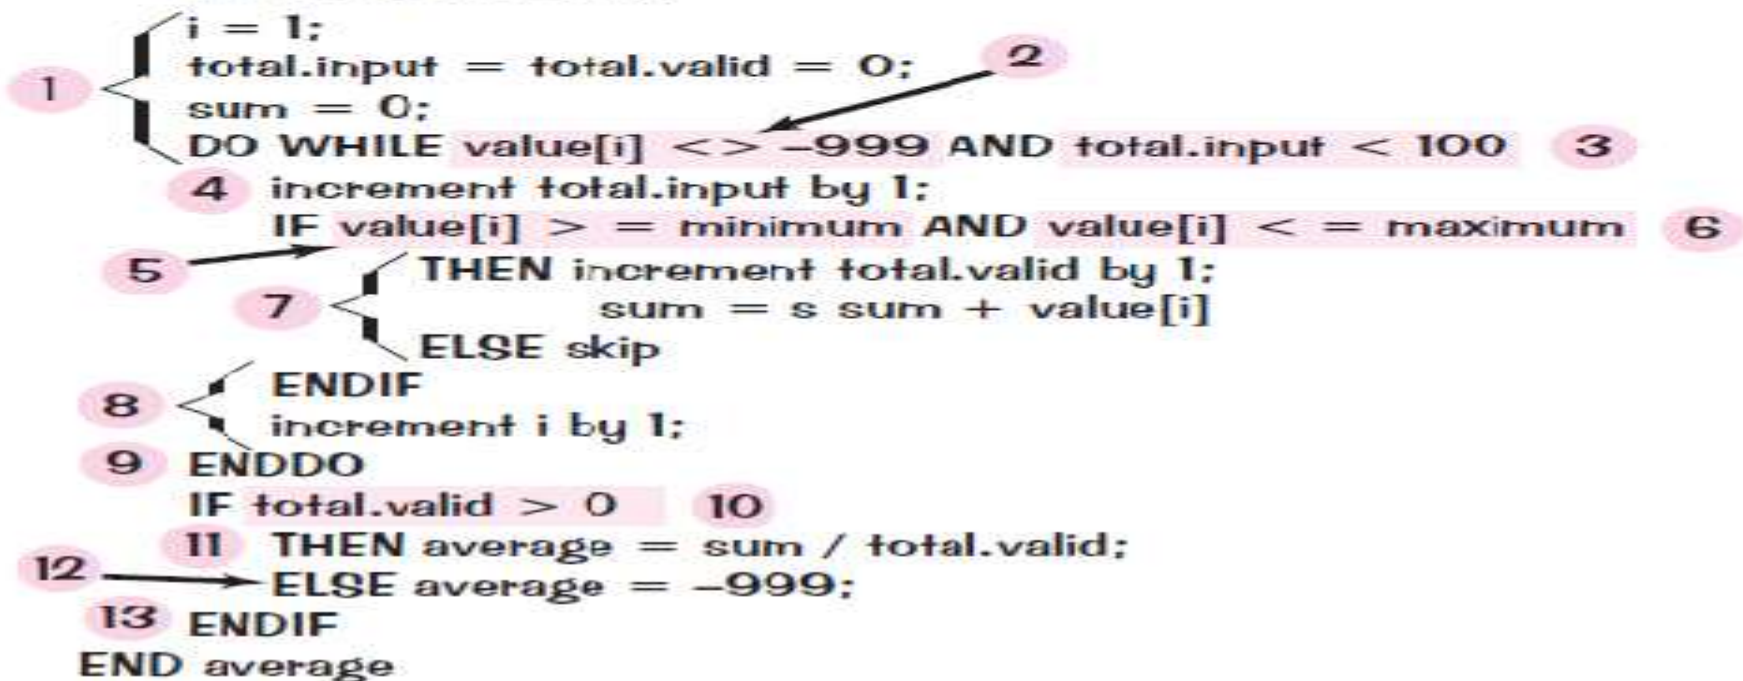 i = 1;
total.input = total.valid = 0; 2
1
sum = 0;
DO WHILE value[i] <> –999 AND total.input < 100 3
4 increment total.input by 1;
IF value[i] > = minimum AND value[i] < = maximum 6
5 THEN increment total.valid by 1;
7 sum = s sum + value[i]
ELSE skip
8 ENDIF
increment i by 1;
9 ENDDO
IF total.valid > 0 10
11 THEN average = sum / total.valid;
12 ELSE average = –999;
13 ENDIF
END average